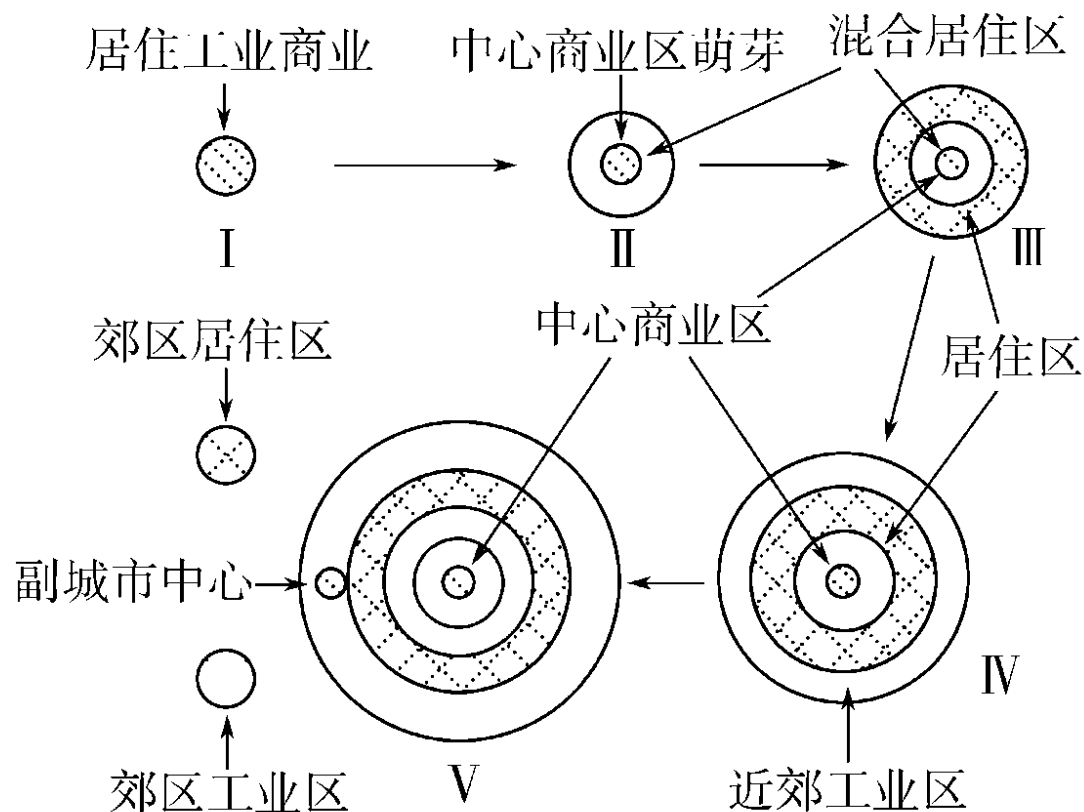 居住工业商业
中心商业区萌芽
混合居住区
Ⅰ
Ⅱ
Ⅲ
郊区居住区
中心商业区
居住区
副城市中心
Ⅳ
郊区工业区
Ⅴ
近郊工业区